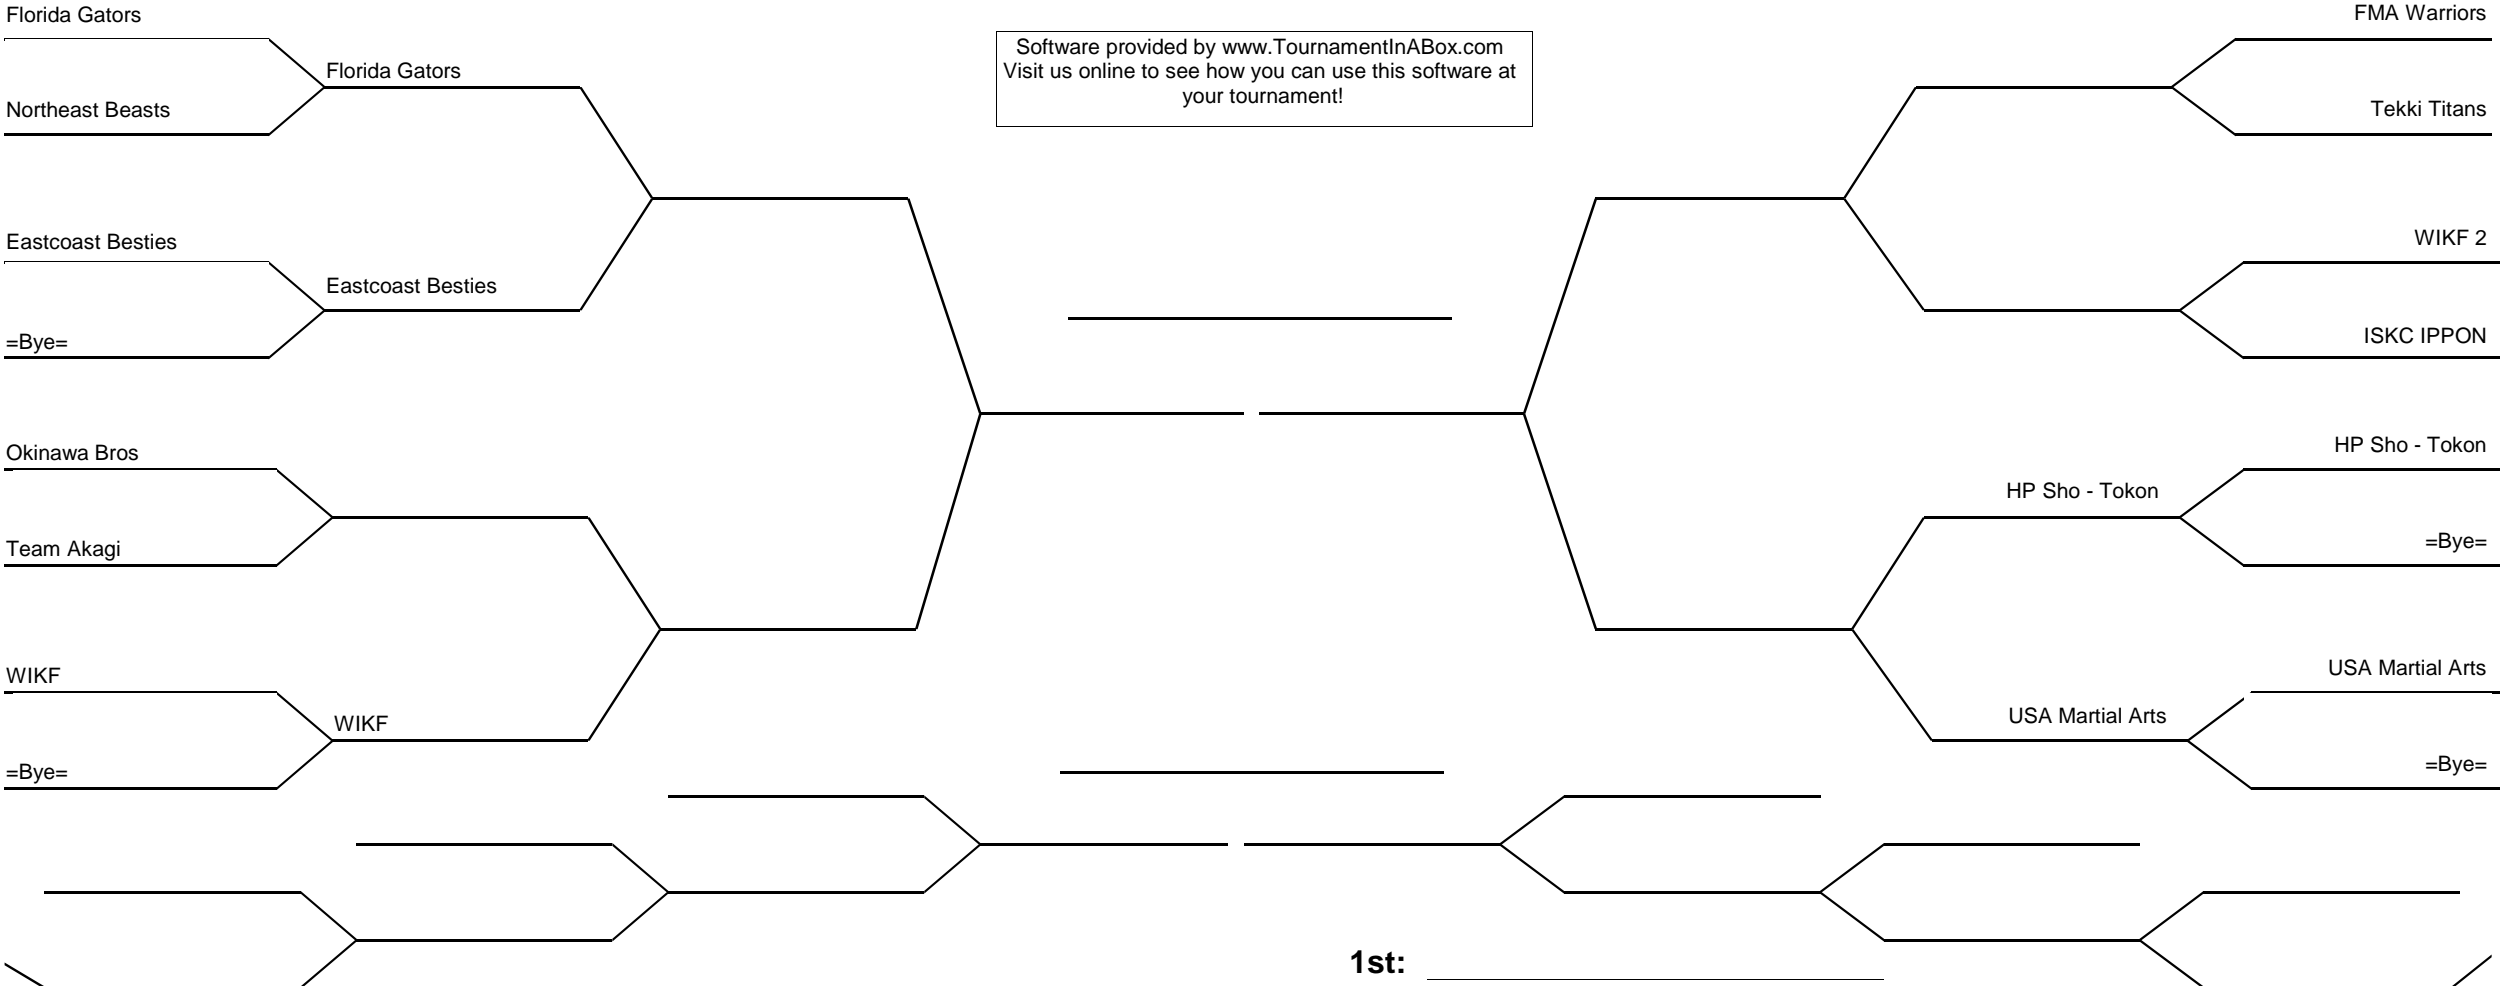 Florida Gators
Florida Gators
Northeast Beasts
Eastcoast Besties
Eastcoast Besties
=Bye=
Okinawa Bros
Team Akagi
WIKF
WIKF
=Bye=
Software provided by www.TournamentInABox.com
Visit us online to see how you can use this software at
your tournament!
FMA Warriors
Tekki Titans
WIKF 2
ISKC IPPON
HP Sho - Tokon
HP Sho - Tokon
=Bye=
USA Martial Arts
USA Martial Arts
=Bye=
1st: